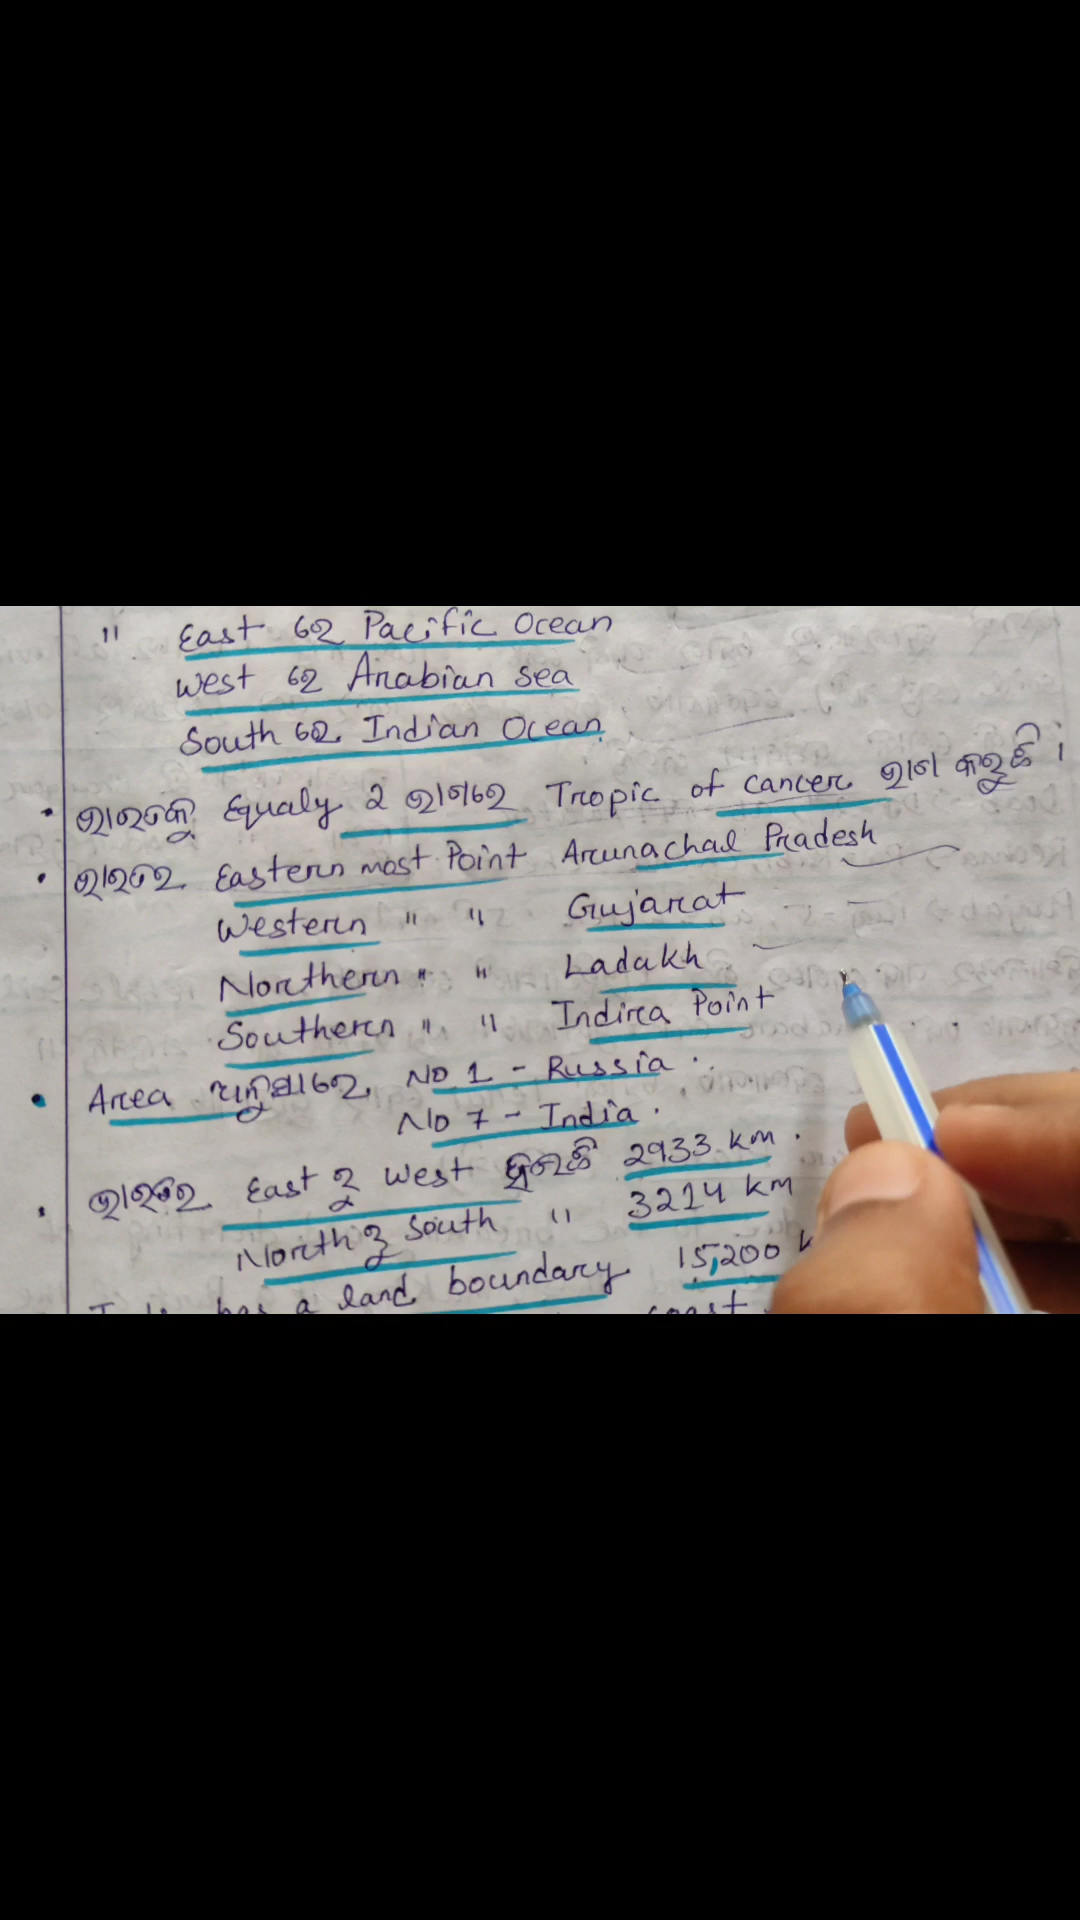 " East ରେ Pacific Ocean
West ରେ Arabian Sea
South ରେ Indian Ocean
• ଭାରତକୁ Equaly 2 ଭାଗରେ Tropic of cancer ଭାଗ କରୁଛି ।
• ଭାରତରେ Eastern most Point Arunachal Pradesh
Western " " Gujarat
Northern " " Ladakh
Southern " " Indira Point
• Area ଅନୁସାରେ No 1 - Russia
No 7 - India
• ଭାରତରେ East ରୁ West 2933 km
North ରୁ South " 3214 km
has a land boundary 15,200
coast